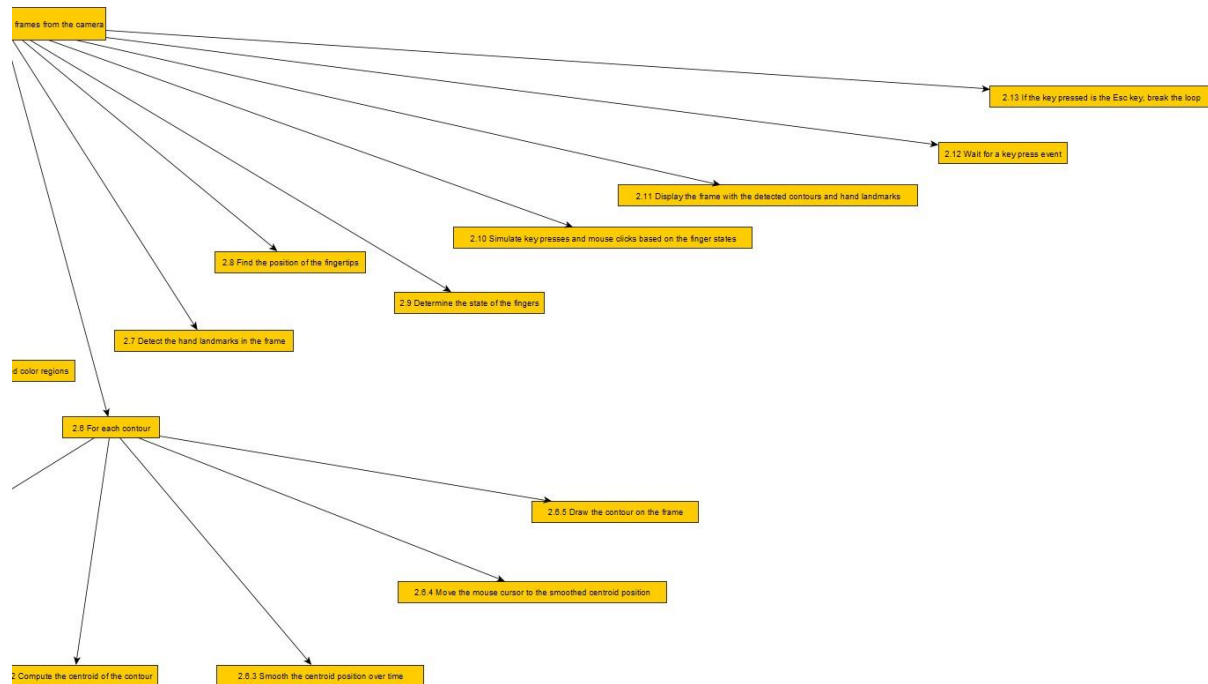 frames from the camera
2.13 If the key pressed is the Esc key, break the loop
2.12 Wait for a key press event
2.11 Display the frame with the detected contours and hand landmarks
2.10 Simulate key presses and mouse clicks based on the finger states
2.8 Find the position of the fingertips
2.9 Determine the state of the fingers
2.7 Detect the hand landmarks in the frame
d color regions
2.6 For each contour
2.6.5 Draw the contour on the frame
2.6.4 Move the mouse cursor to the smoothed centroid position
2 Compute the centroid of the contour
2.6.3 Smooth the centroid position over time